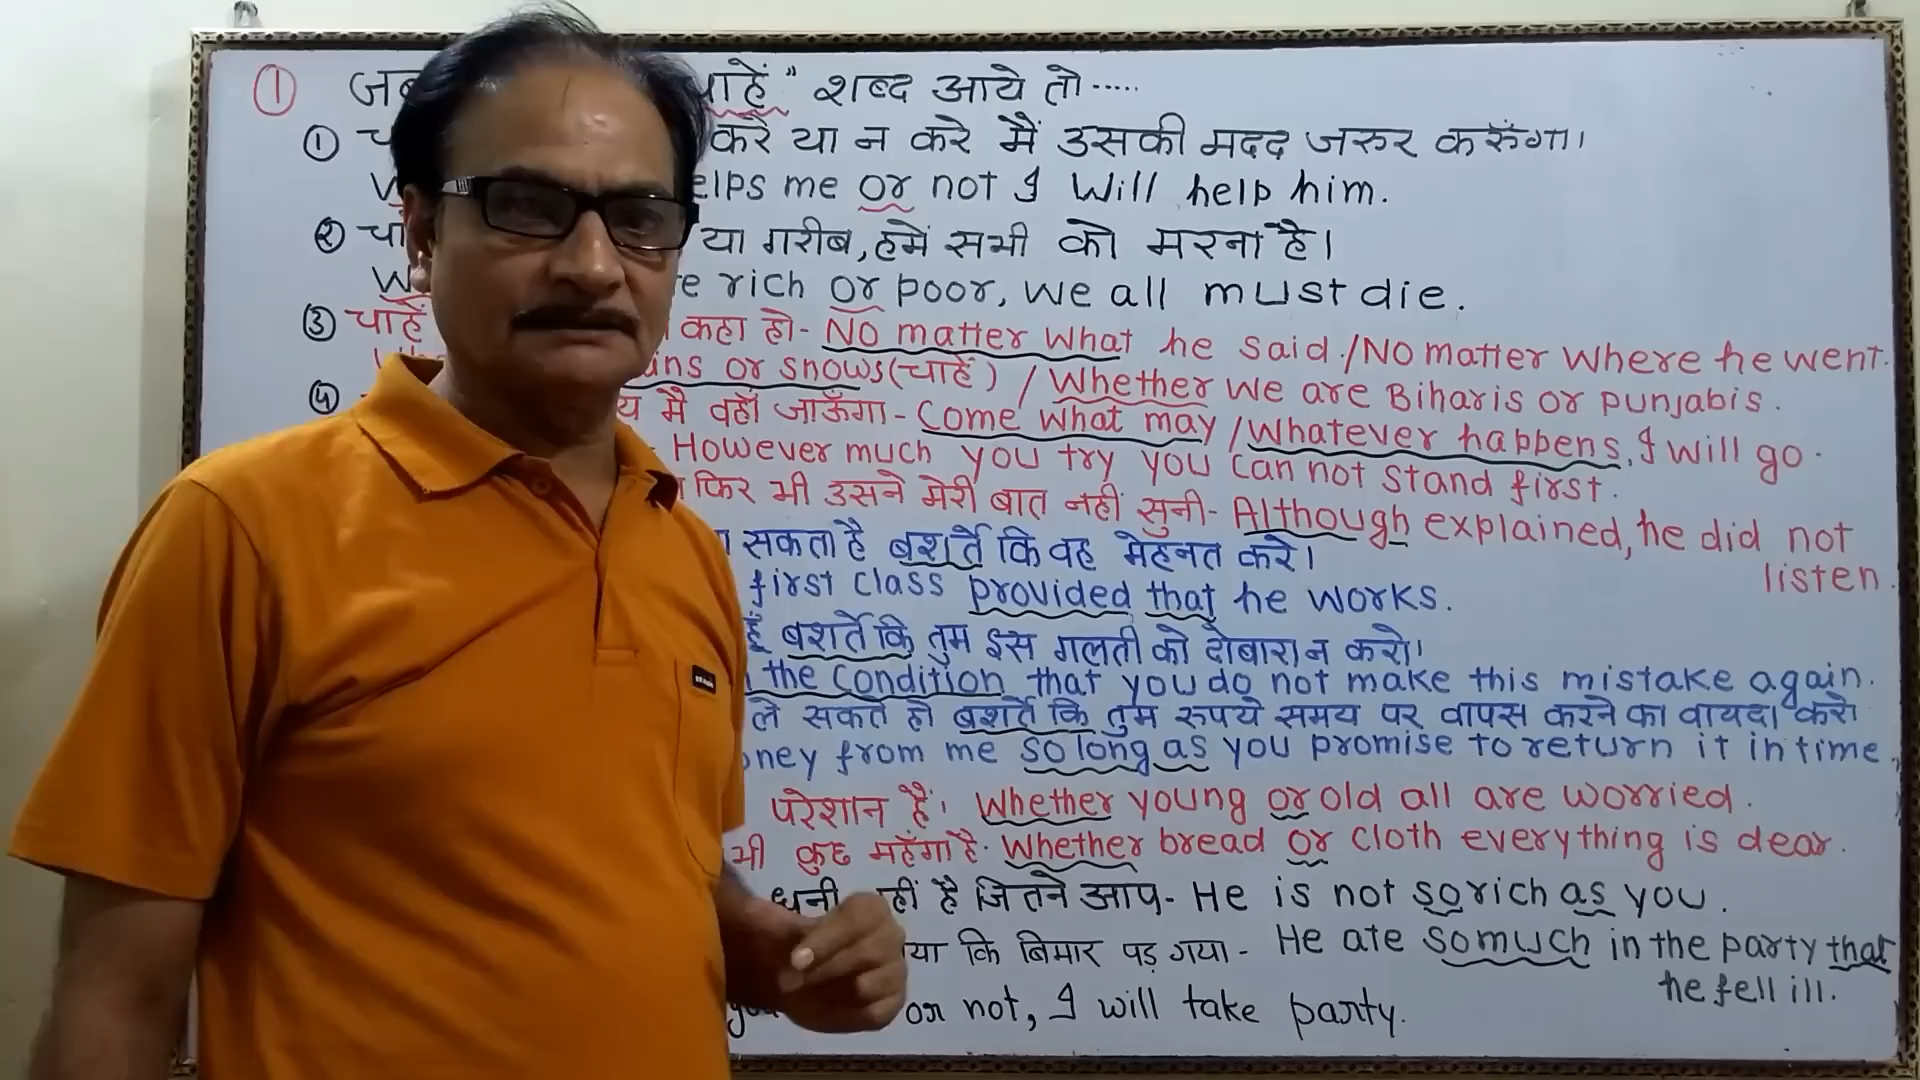 ① शब्द आये तो.....
① करे या न करे मैं उसकी मदद जरुर करूँगा।
me or not I Will help him.
② या गरीब, हमें सभी को मरना है।
rich or poor, we all must die.
③ चाहें कहा हो- No matter what he said./No matter where he went.
or snows (चाहें) / Whether we are Biharis or punjabis.
④ मै वहाँ जाऊँगा- Come what may /Whatever happens, I will go.
- However much you try you can not stand first.
फिर भी उसने मेरी बात नहीं सुनी- Although explained, he did not
listen.
सकता है बशर्ते कि वह मेहनत करे।
first class provided that he works.
बशर्ते कि तुम इस गलती को दोबारा न करो।
the condition that you do not make this mistake again.
ले सकते हो बशर्ते कि तुम रूपये समय पर वापस करने का वायदा करो
from me so long as you promise to return it in time.
परेशान हैं। Whether young or old all are worried.
कुछ महँगा है. Whether bread or cloth everything is dear.
धनी है जितने आप- He is not so rich as you.
कि बिमार पड़ गया- He ate so much in the party that
he fell ill.
or not, I will take party.